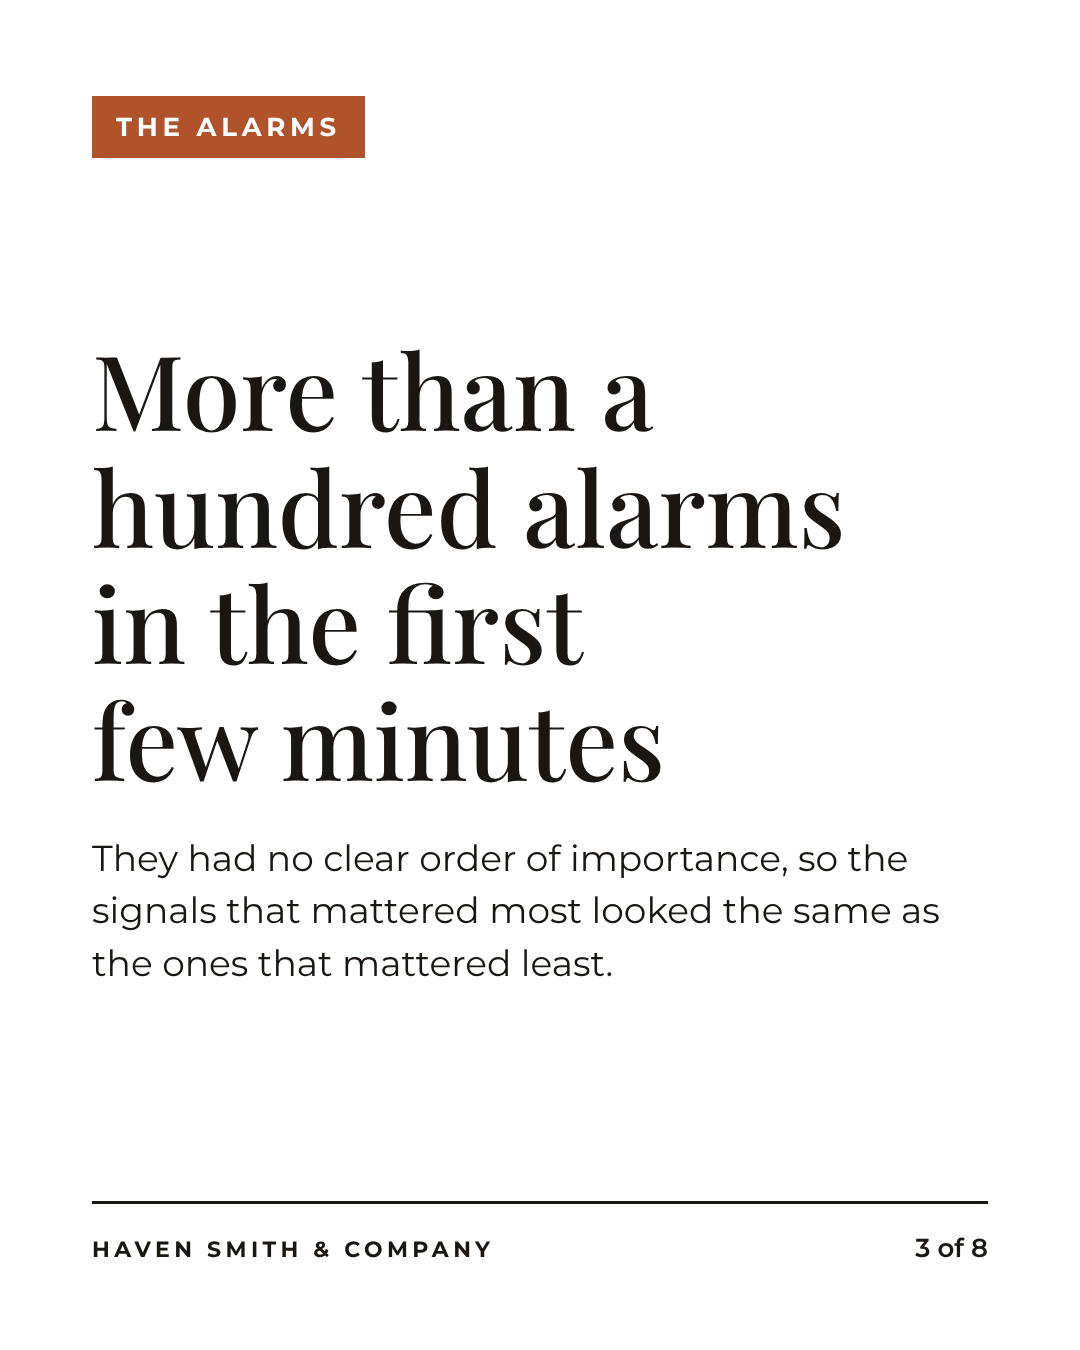 THE ALARMS
More than a
hundred alarms
in the first
few minutes
They had no clear order of importance, so the
signals that mattered most looked the same as
the ones that mattered least.
HAVEN SMITH & COMPANY
3 of 8